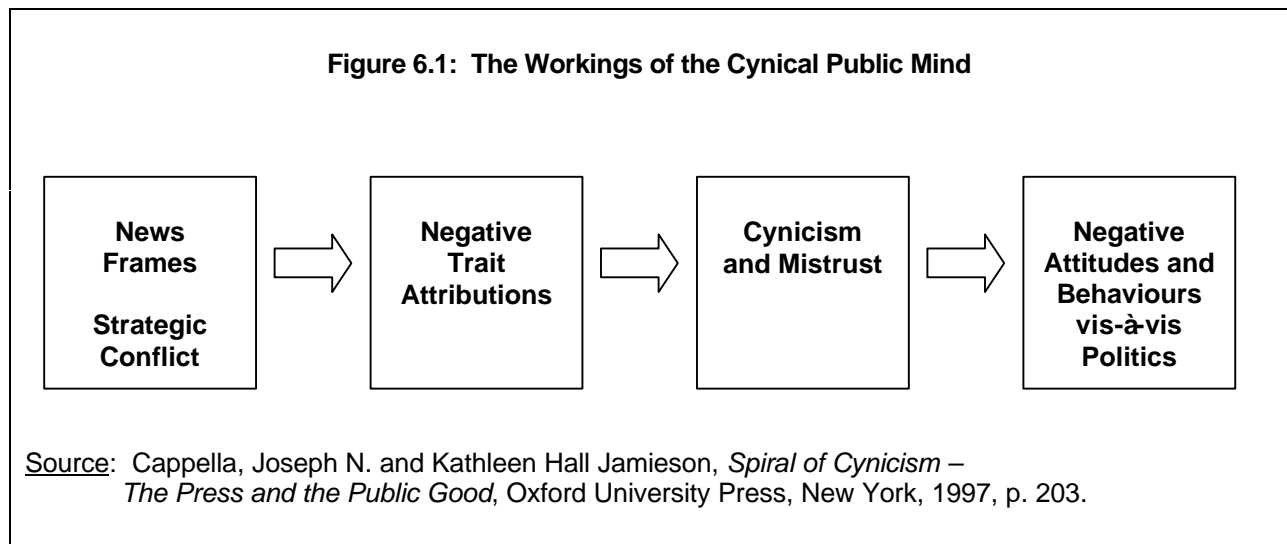 Figure 6.1:  The Workings of the Cynical Public Mind
News
Frames
Strategic
Conflict
Negative
Trait
Attributions
Cynicism
and Mistrust
Negative
Attitudes and
Behaviours
vis-à-vis
Politics
Source:  Cappella, Joseph N. and Kathleen Hall Jamieson, Spiral of Cynicism –
The Press and the Public Good, Oxford University Press, New York, 1997, p. 203.